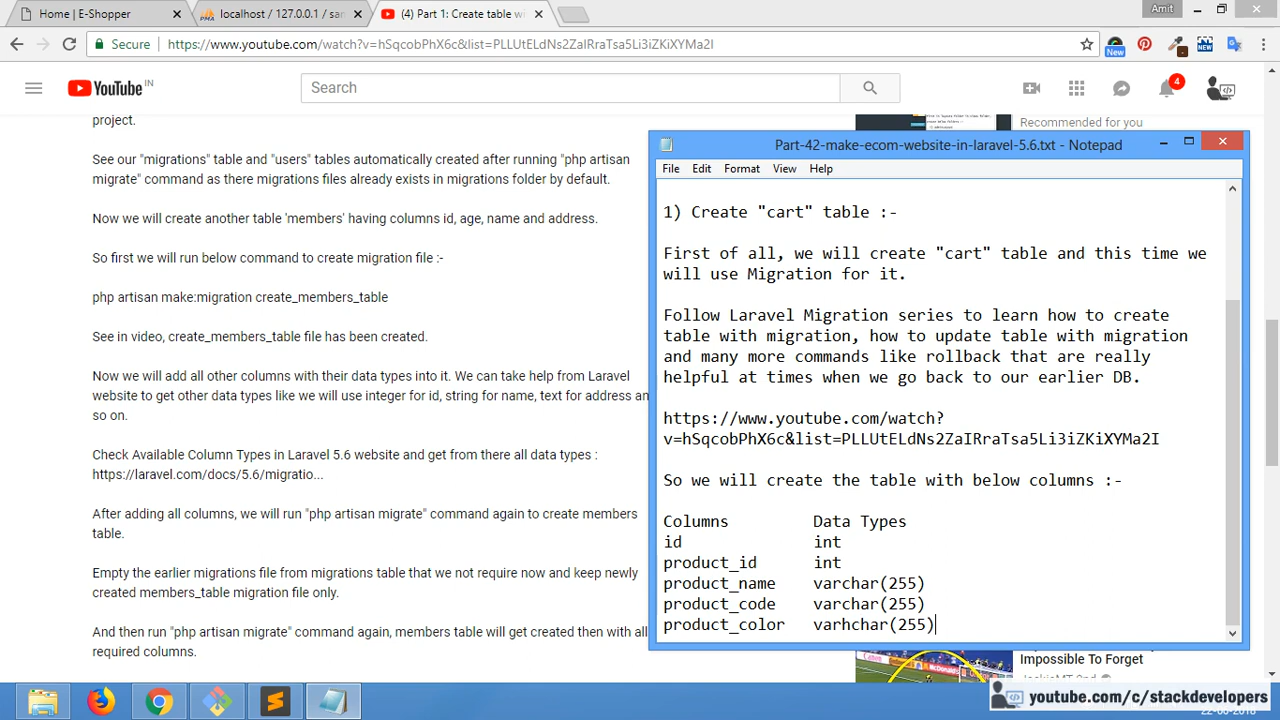 Home | E-Shopper
localhost / 127.0.0.1 / sar
(4) Part 1: Create table w
Amit
Secure
https://www.youtube.com/watch?v=hSqcobPhX6c&list=PLLUtELdNs2ZaIRraTsa5Li3iZKiXYMa2I
New
NEW
YouTube IN
Search
4
project.
Recommended for you
See our "migrations" table and "users" tables automatically created after running "php artisan
migrate" command as there migrations files already exists in migrations folder by default.
Now we will create another table 'members' having columns id, age, name and address.
So first we will run below command to create migration file :-
php artisan make:migration create_members_table
See in video, create_members_table file has been created.
Now we will add all other columns with their data types into it. We can take help from Laravel
website to get other data types like we will use integer for id, string for name, text for address an
so on.
Check Available Column Types in Laravel 5.6 website and get from there all data types :
https://laravel.com/docs/5.6/migratio...
After adding all columns, we will run "php artisan migrate" command again to create members
table.
Empty the earlier migrations file from migrations table that we not require now and keep newly
created members_table migration file only.
And then run "php artisan migrate" command again, members table will get created then with all
required columns.
Part-42-make-ecom-website-in-laravel-5.6.txt - Notepad
File Edit Format View Help
1) Create "cart" table :-
First of all, we will create "cart" table and this time we
will use Migration for it.
Follow Laravel Migration series to learn how to create
table with migration, how to update table with migration
and many more commands like rollback that are really
helpful at times when we go back to our earlier DB.
https://www.youtube.com/watch?
v=hSqcobPhX6c&list=PLLUtELdNs2ZaIRraTsa5Li3iZKiXYMa2I
So we will create the table with below columns :-
Columns Data Types
id int
product_id int
product_name varchar(255)
product_code varchar(255)
product_color varhchar(255)
Impossible To Forget
youtube.com/c/stackdevelopers